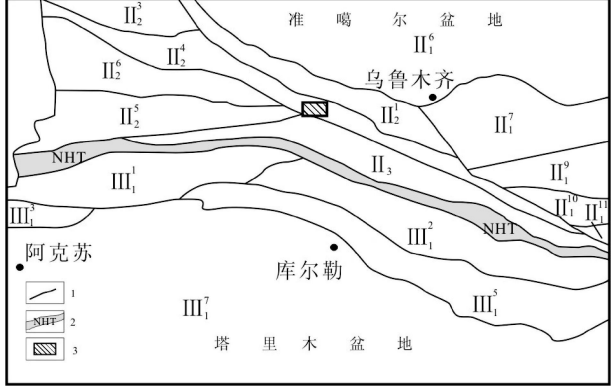 II₂³
准噶尔盆地
II₁⁶
II₂⁴
II₂⁶
乌鲁木齐
II₂¹
II₂⁵
II₁⁷
NHT
II₃
II₁⁹
III₁¹
II₁¹⁰
II₁¹¹
III₁³
NHT
III₁²
阿克苏
库尔勒
1
III₁⁷
III₁⁵
NHT 2
塔里木盆地
3